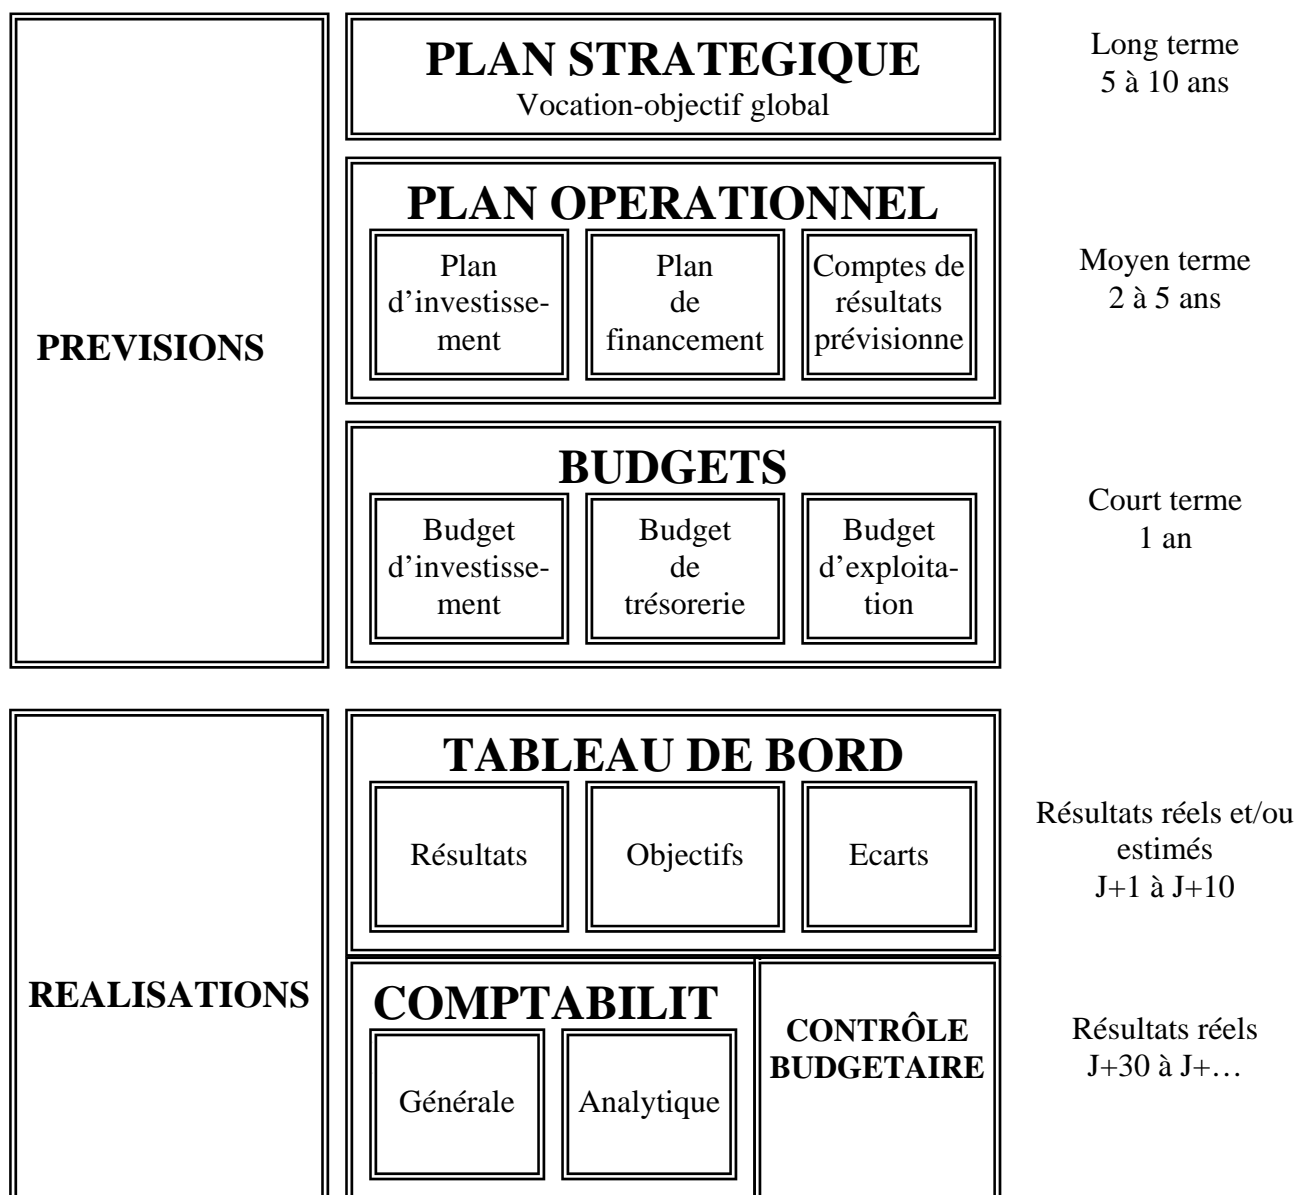 PLAN STRATEGIQUE
Vocation-objectif global
Long terme
5 à 10 ans
PREVISIONS
PLAN OPERATIONNEL
Plan
d’investisse-
ment
Plan
de
financement
Comptes de
résultats
prévisionne
Moyen terme
2 à 5 ans
BUDGETS
Budget
d’investisse-
ment
Budget
de
trésorerie
Budget
d’exploita-
tion
Court terme
1 an
REALISATIONS
TABLEAU DE BORD
Résultats
Objectifs
Ecarts
Résultats réels et/ou
estimés
J+1 à J+10
COMPTABILIT
Générale
Analytique
CONTRÔLE
BUDGETAIRE
Résultats réels
J+30 à J+…